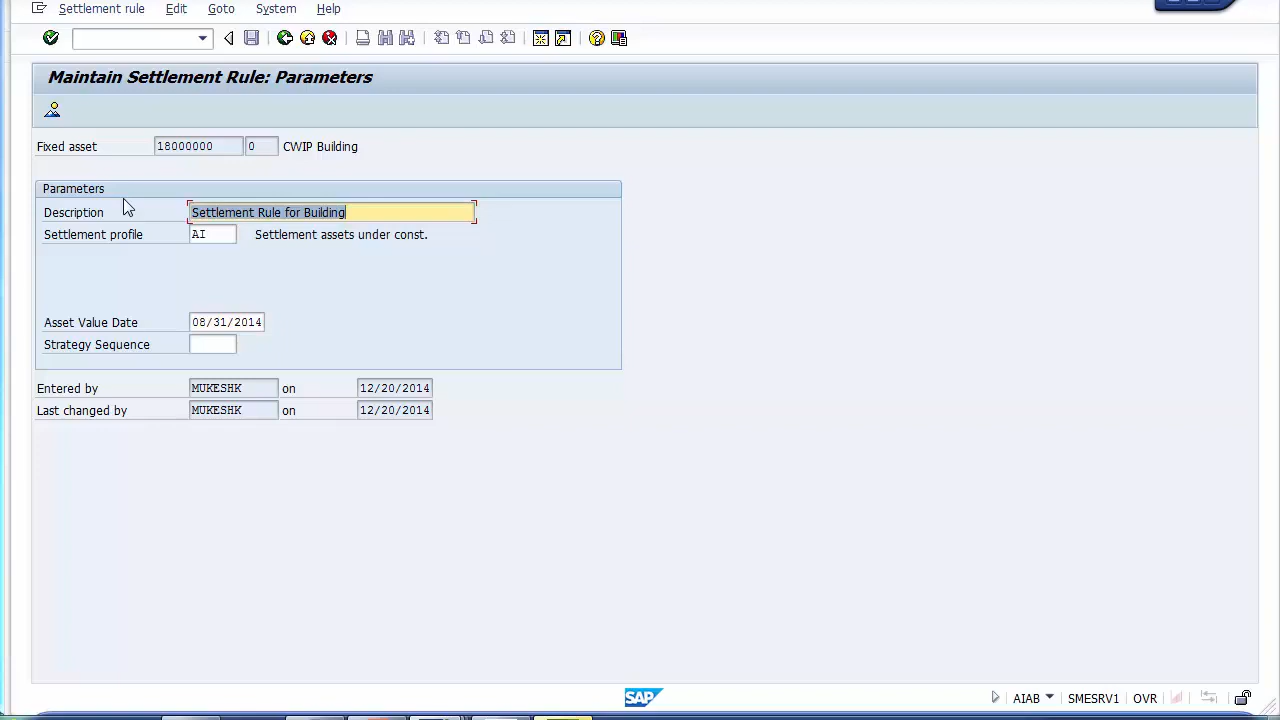 Settlement rule Edit Goto System Help
Maintain Settlement Rule: Parameters
Fixed asset 18000000 0 CWIP Building
Parameters
Description Settlement Rule for Building
Settlement profile AI Settlement assets under const.
Asset Value Date 08/31/2014
Strategy Sequence
Entered by MUKESHK on 12/20/2014
Last changed by MUKESHK on 12/20/2014
SAP AIAB SMESRV1 OVR